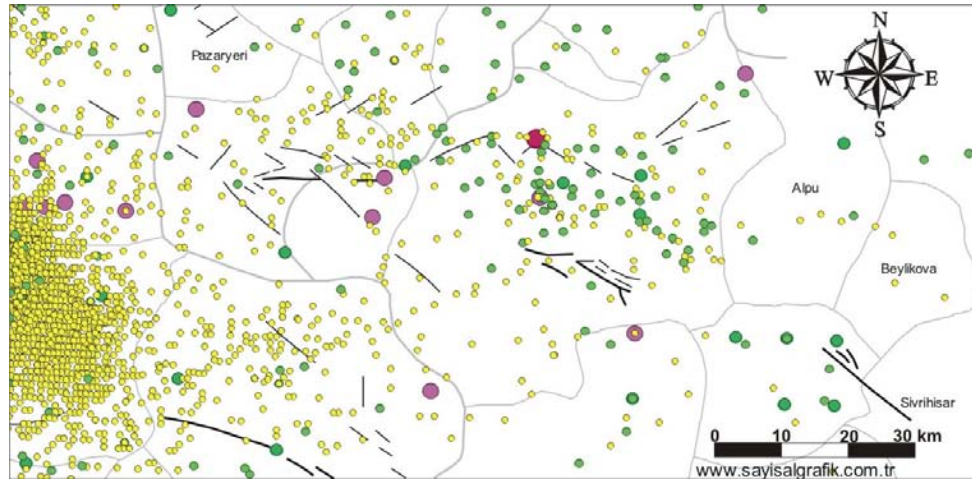 Pazaryeri
N
W E
S
Alpu
Beylikova
Sivrihisar
0 10 20 30 km
www.sayisalgrafik.com.tr